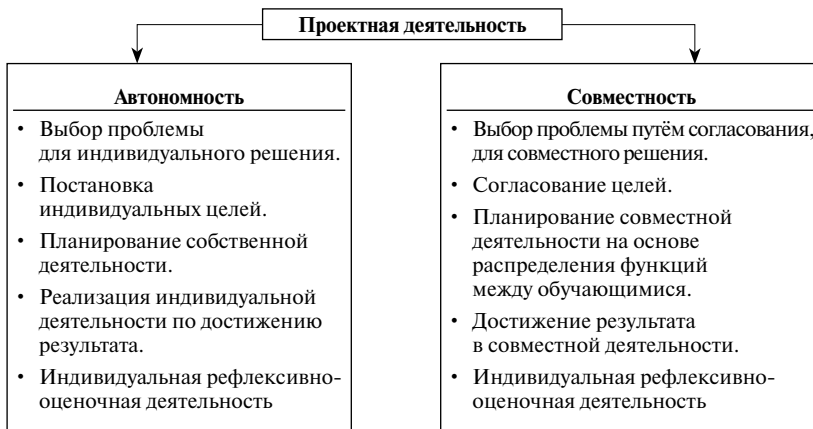 Проектная деятельность
Автономность
• Выбор проблемы
для индивидуального решения.
• Постановка
индивидуальных целей.
• Планирование собственной
деятельности.
• Реализация индивидуальной
деятельности по достижению
результата.
• Индивидуальная рефлексивно-
оценочная деятельность
Совместность
• Выбор проблемы путём согласования,
для совместного решения.
• Согласование целей.
• Планирование совместной
деятельности на основе
распределения функций
между обучающимися.
• Достижение результата
в совместной деятельности.
• Индивидуальная рефлексивно-
оценочная деятельность